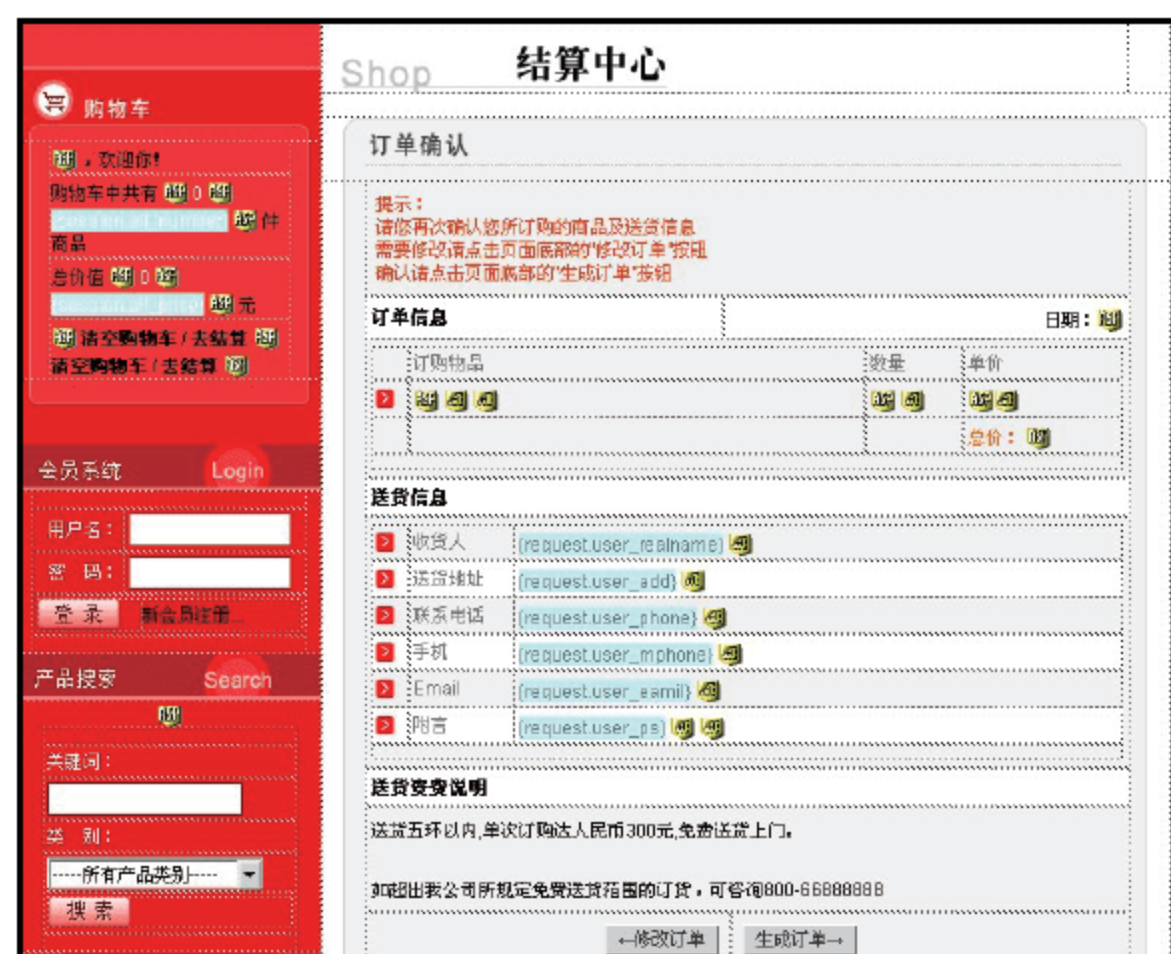 购物车
，欢迎你!
购物车中共有 0
件
商品
总价值 0
元
清空购物车 / 去结算
清空购物车 / 去结算
会员系统 Login
用户名：
密 码：
登 录 新会员注册...
产品搜索 Search
关键词：
类 别：
-----所有产品类别-----
搜 索
Shop 结算中心
订单确认
提示：
请您再次确认您所订购的商品及送货信息
需要修改请点击页面底部的"修改订单"按钮
确认请点击页面底部的"生成订单"按钮
订单信息 日期：
订购物品 数量 单价
总价：
送货信息
收货人 {request.user_realname}
送货地址 {request.user_add}
联系电话 {request.user_phone}
手机 {request.user_mphone}
Email {request.user_eamil}
附言 {request.user_ps}
送货资费说明
送货五环以内,单次订购达人民币300元,免费送货上门。
如超出我公司所规定免费送货范围的订货，可咨询800-66888888
←修改订单 生成订单→